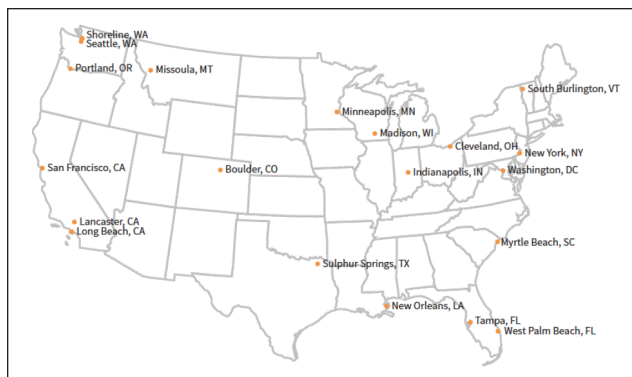 Shoreline, WA
Seattle, WA
Portland, OR
Missoula, MT
South Burlington, VT
Minneapolis, MN
Madison, WI
Cleveland, OH
New York, NY
San Francisco, CA
Boulder, CO
Indianapolis, IN
Washington, DC
Lancaster, CA
Long Beach, CA
Myrtle Beach, SC
Sulphur Springs, TX
New Orleans, LA
Tampa, FL
West Palm Beach, FL